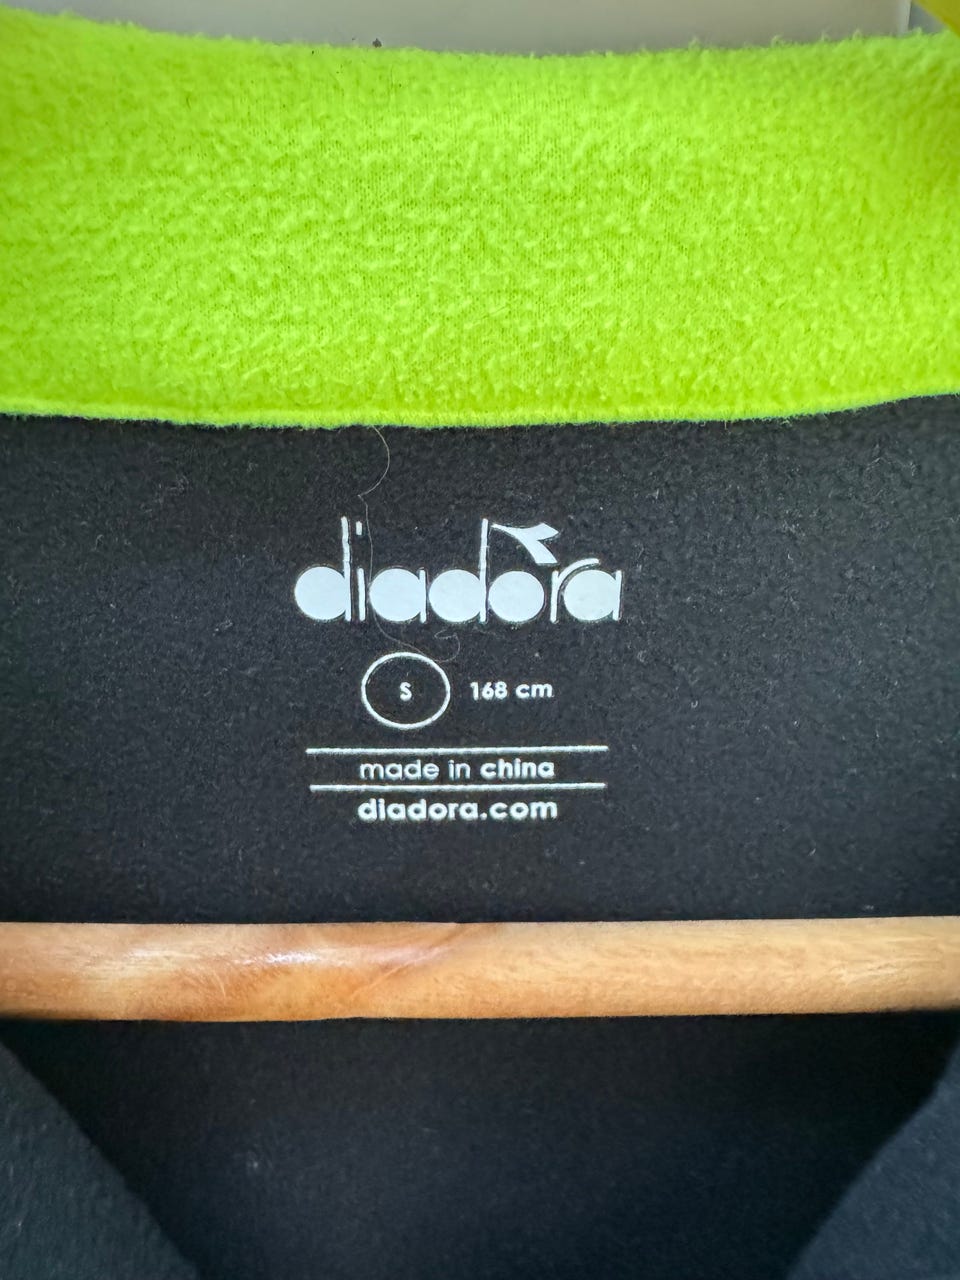 diadora
S 168 cm
made in china
diadora.com